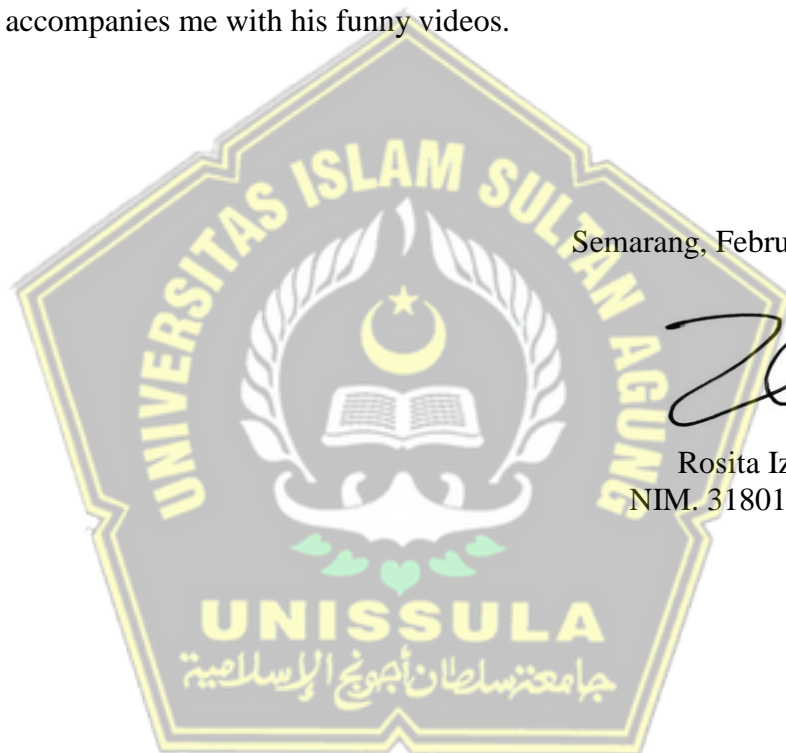 accompanies me with his funny videos.
UNIVERSITAS ISLAM SULTAN AGUNG
Semarang, Febru
Rosita Iz
NIM. 31801
UNISSULA
جامعة سلطان أجونج الإسلامية